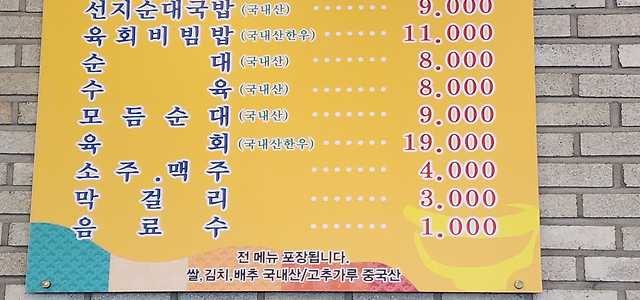 선지순대국밥(국내산) ······· 9.000
육회비빔밥(국내산한우) ······· 11.000
순대(국내산) ······· 8.000
수육(국내산) ······· 8.000
모듬순대(국내산) ······· 9.000
육회(국내산한우) ······· 19.000
소주.맥주 ······· 4.000
막걸리 ······· 3.000
음료수 ······· 1.000
전 메뉴 포장됩니다.
쌀,김치,배추 국내산/고추가루 중국산